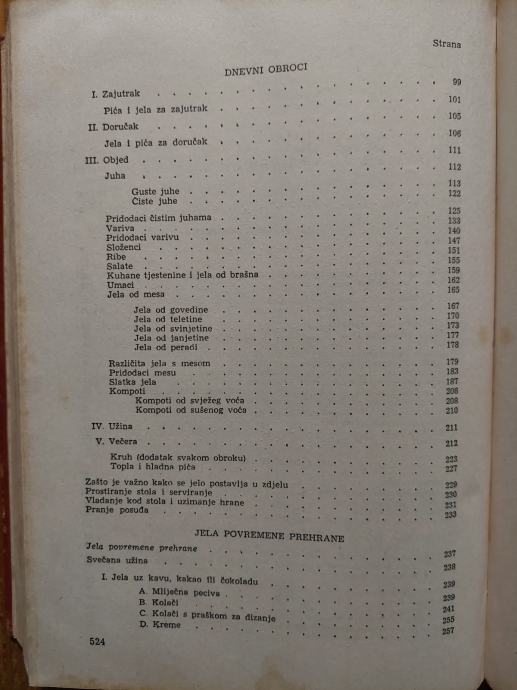 Strana
DNEVNI OBROCI
I. Zajutrak . . . . . . . . . . . . . . . . 99
Pića i jela za zajutrak . . . . . . . . . . . . . 101
II. Doručak . . . . . . . . . . . . . . . . 105
Jela i pića za doručak . . . . . . . . . . . . . 106
III. Objed . . . . . . . . . . . . . . . . . 111
Juha . . . . . . . . . . . . . . . . . 112
Guste juhe . . . . . . . . . . . . . . 113
Čiste juhe . . . . . . . . . . . . . . 122
Pridodaci čistim juhama . . . . . . . . . . . . 125
Variva . . . . . . . . . . . . . . . . . 133
Pridodaci varivu . . . . . . . . . . . . . . 140
Složenci . . . . . . . . . . . . . . . . 147
Ribe . . . . . . . . . . . . . . . . . 151
Salate . . . . . . . . . . . . . . . . . 155
Kuhane tjestenine i jela od brašna . . . . . . . . . . 159
Umaci . . . . . . . . . . . . . . . . . 162
Jela od mesa . . . . . . . . . . . . . . . 165
Jela od govedine . . . . . . . . . . . . . 167
Jela od teletine . . . . . . . . . . . . . 170
Jela od svinjetine . . . . . . . . . . . . . 173
Jela od janjetine . . . . . . . . . . . . . 177
Jela od peradi . . . . . . . . . . . . . . 178
Različita jela s mesom . . . . . . . . . . . . . 179
Pridodaci mesu . . . . . . . . . . . . . . 183
Slatka jela . . . . . . . . . . . . . . . 187
Kompoti . . . . . . . . . . . . . . . . 208
Kompoti od svježeg voća . . . . . . . . . . . 208
Kompoti od sušenog voća . . . . . . . . . . . 210
IV. Užina . . . . . . . . . . . . . . . . . 211
V. Večera . . . . . . . . . . . . . . . . . 212
Kruh (dodatak svakom obroku) . . . . . . . . . . 223
Topla i hladna pića . . . . . . . . . . . . . 227
Zašto je važno kako se jelo postavlja u zdjelu . . . . . . . . 229
Prostiranje stola i serviranje . . . . . . . . . . . . 230
Vladanje kod stola i uzimanje hrane . . . . . . . . . . 231
Pranje posuđa . . . . . . . . . . . . . . . 233
JELA POVREMENE PREHRANE
Jela povremene prehrane . . . . . . . . . . . . . 237
Svečana užina . . . . . . . . . . . . . . . 238
I. Jela uz kavu, kakao ili čokoladu . . . . . . . . . . 239
A. Mliječna peciva . . . . . . . . . . . . . 239
B. Kolači . . . . . . . . . . . . . . . 241
C. Kolači s praškom za dizanje . . . . . . . . . 255
D. Kreme . . . . . . . . . . . . . . . 257
524